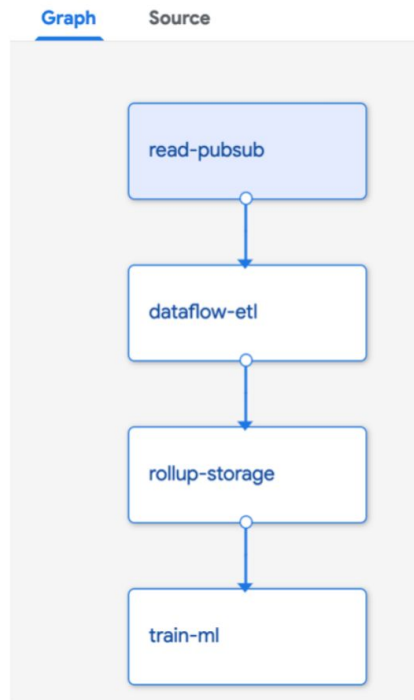 Graph Source
read-pubsub
dataflow-etl
rollup-storage
train-ml